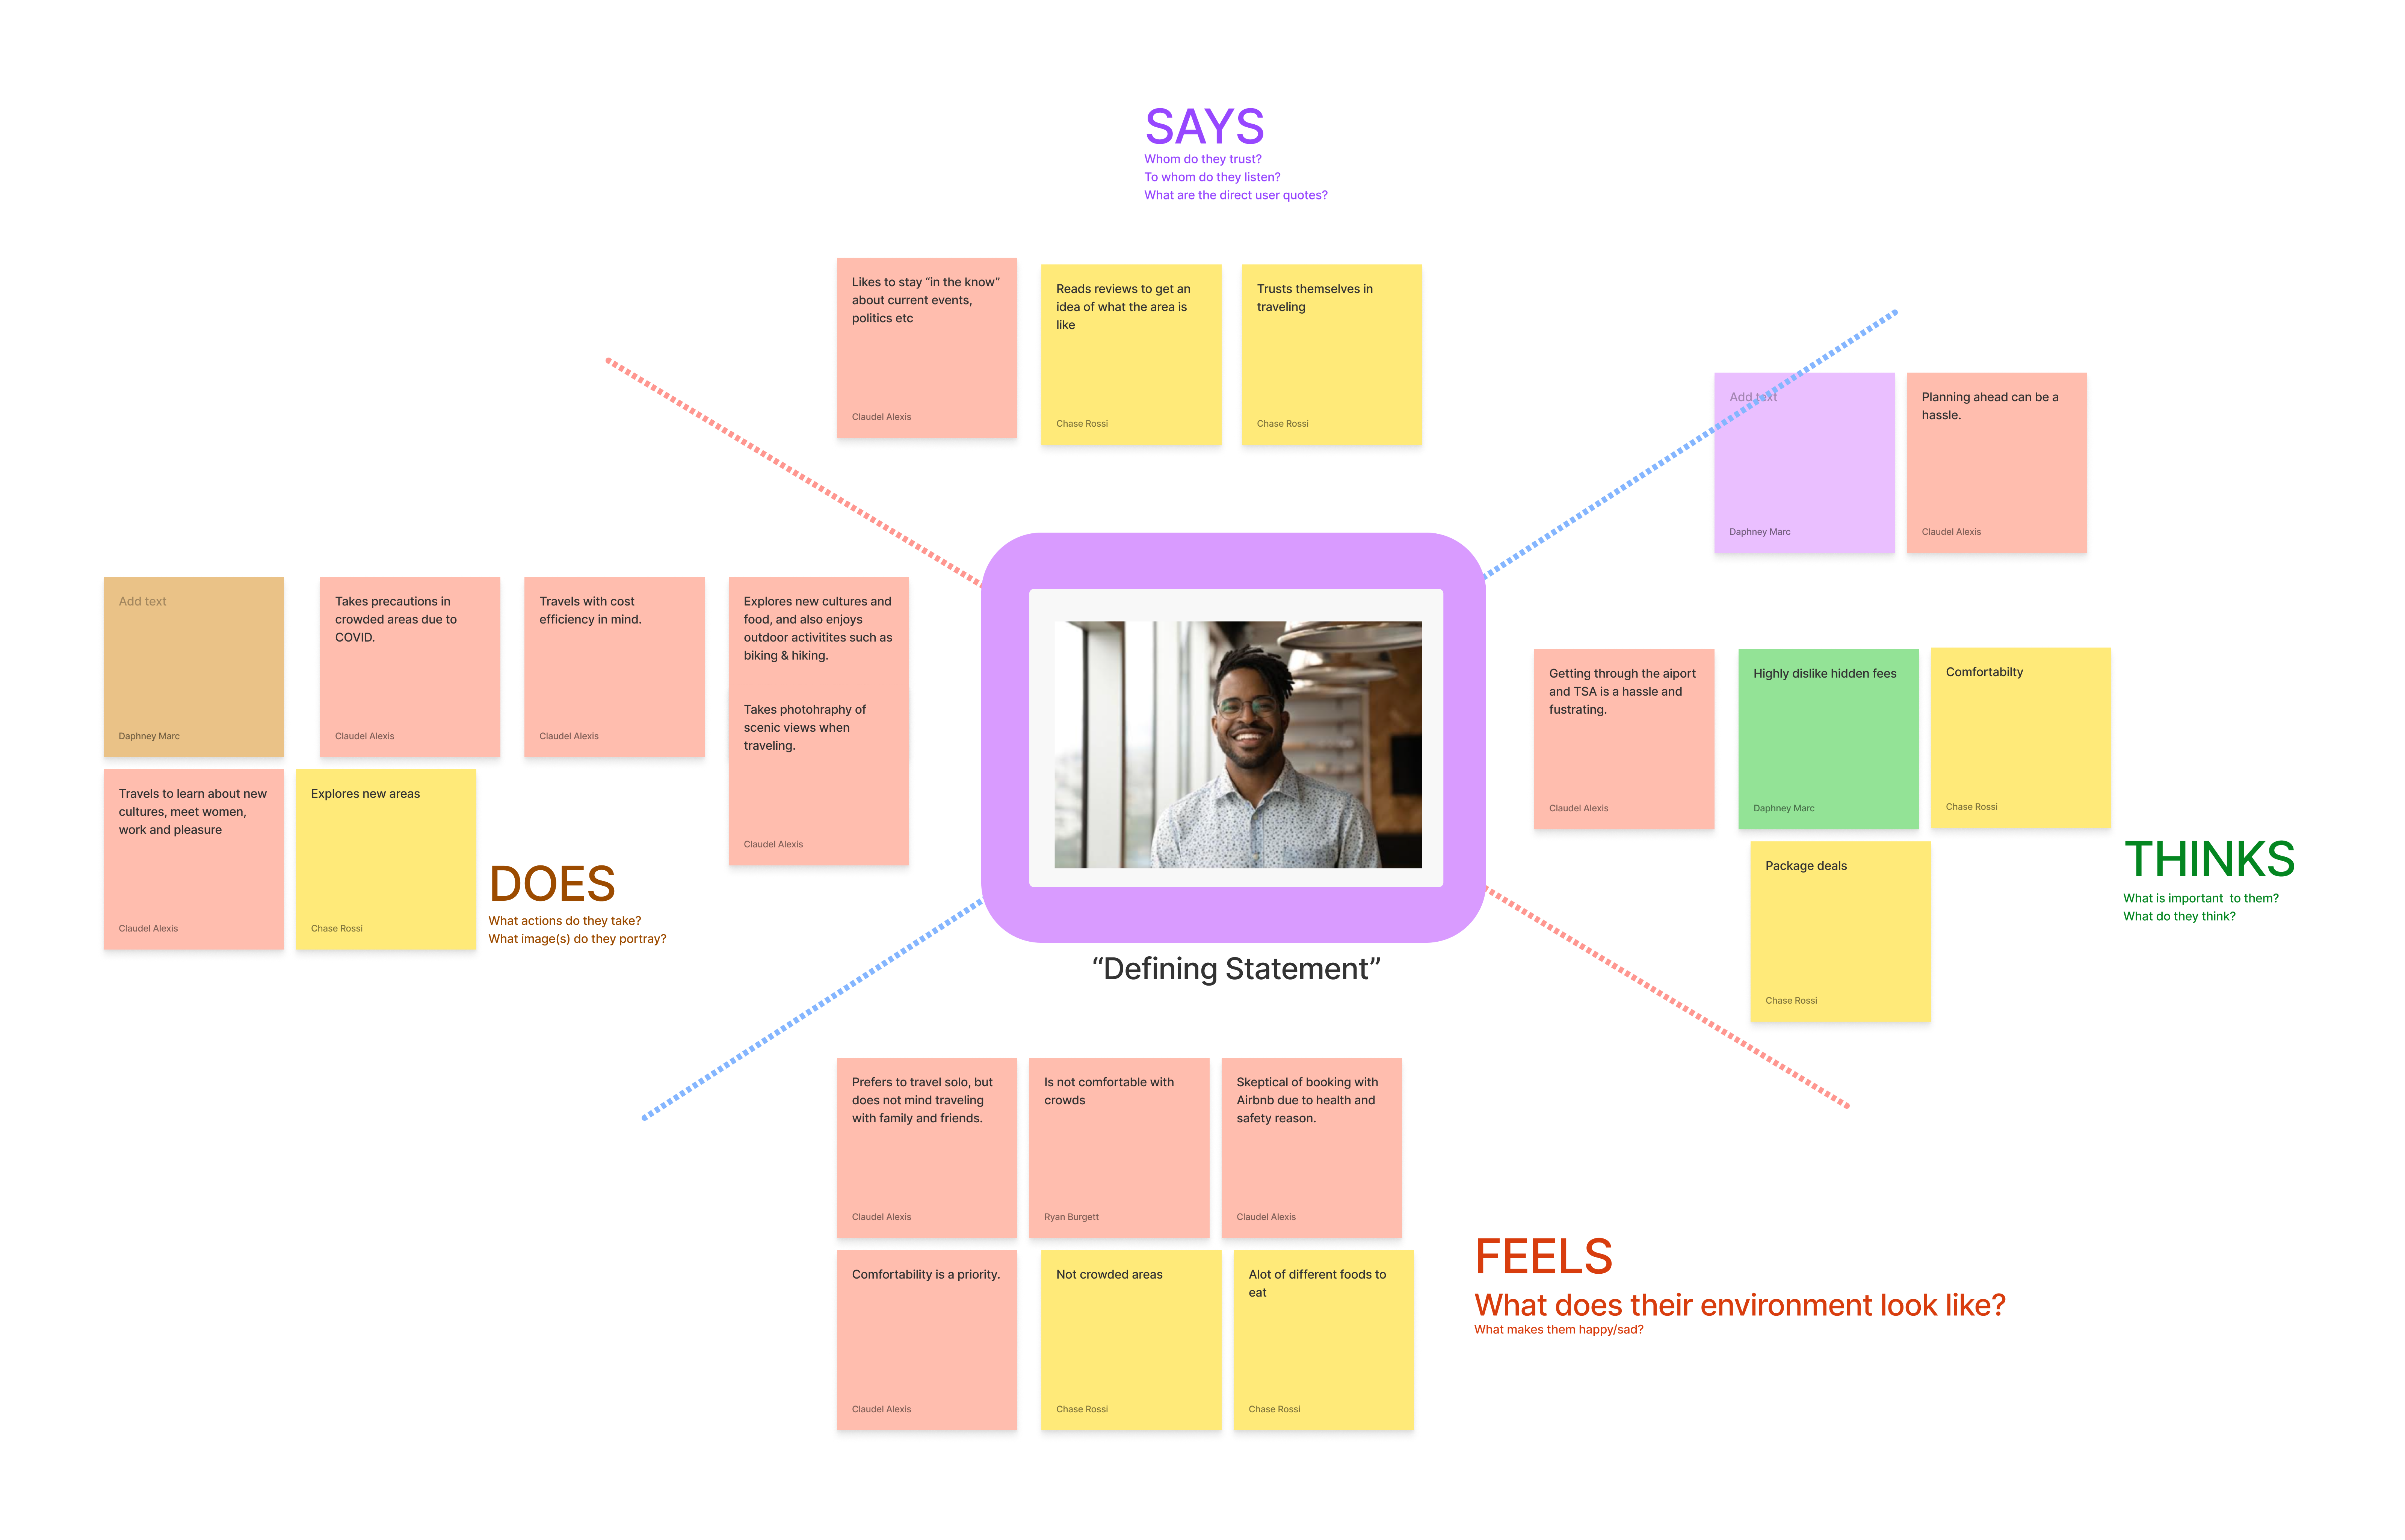 SAYS
Whom do they trust?
To whom do they listen?
What are the direct user quotes?
Likes to stay “in the know”
about current events,
politics etc
Claudel Alexis
Reads reviews to get an
idea of what the area is
like
Chase Rossi
Trusts themselves in
traveling
Chase Rossi
Add text
Daphney Marc
Planning ahead can be a
hassle.
Claudel Alexis
Add text
Daphney Marc
Takes precautions in
crowded areas due to
COVID.
Claudel Alexis
Travels with cost
efficiency in mind.
Claudel Alexis
Explores new cultures and
food, and also enjoys
outdoor activitites such as
biking & hiking.
Takes photohraphy of
scenic views when
traveling.
Claudel Alexis
Travels to learn about new
cultures, meet women,
work and pleasure
Claudel Alexis
Explores new areas
Chase Rossi
DOES
What actions do they take?
What image(s) do they portray?
“Defining Statement”
Getting through the aiport
and TSA is a hassle and
fustrating.
Claudel Alexis
Highly dislike hidden fees
Daphney Marc
Comfortabilty
Chase Rossi
Package deals
Chase Rossi
THINKS
What is important  to them?
What do they think?
Prefers to travel solo, but
does not mind traveling
with family and friends.
Claudel Alexis
Is not comfortable with
crowds
Ryan Burgett
Skeptical of booking with
Airbnb due to health and
safety reason.
Claudel Alexis
Comfortability is a priority.
Claudel Alexis
Not crowded areas
Chase Rossi
Alot of different foods to
eat
Chase Rossi
FEELS
What does their environment look like?
What makes them happy/sad?